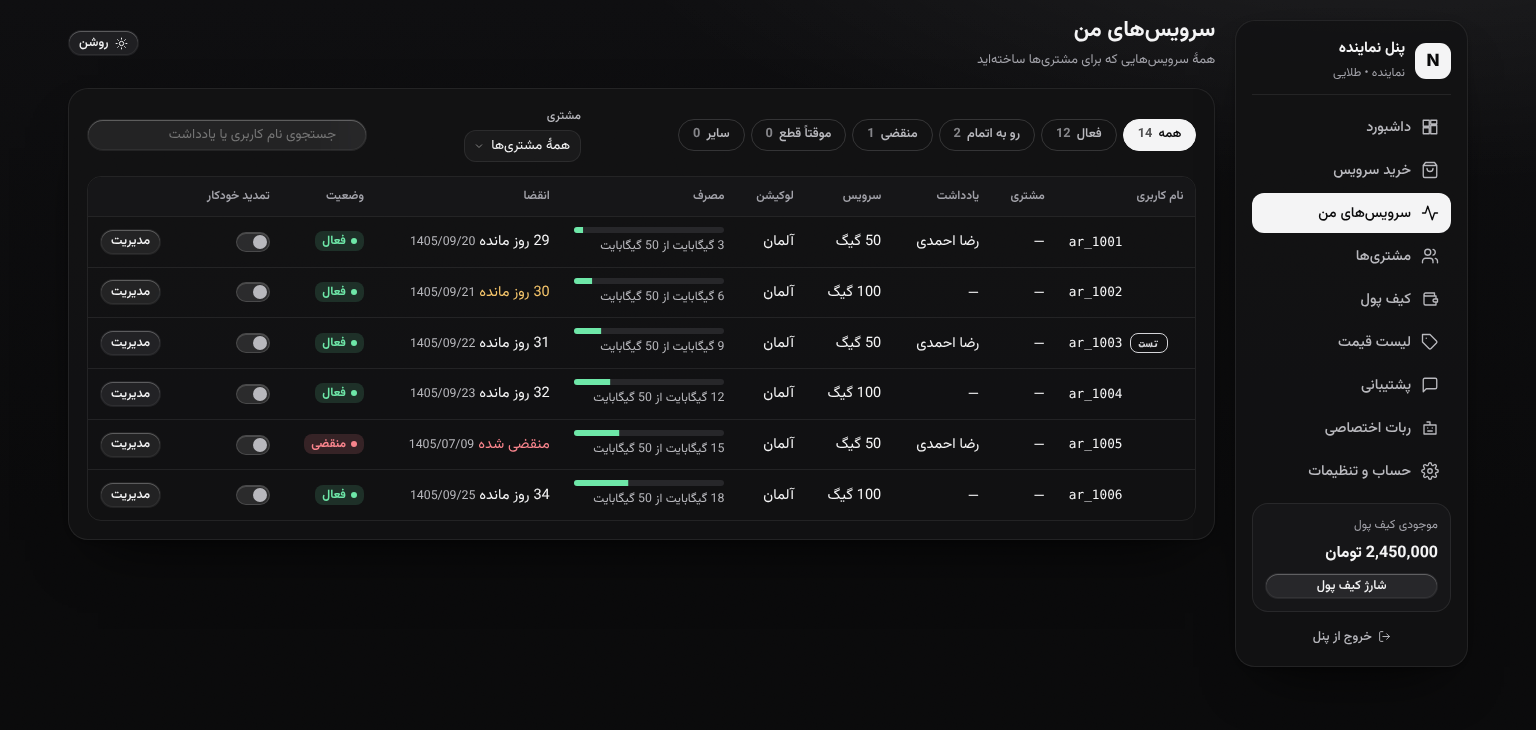 N
پنل نماینده
نماینده • طلایی
داشبورد
خرید سرویس
سرویس‌های من
مشتری‌ها
کیف پول
لیست قیمت
پشتیبانی
ربات اختصاصی
حساب و تنظیمات
موجودی کیف پول
2,450,000 تومان
شارژ کیف پول
خروج از پنل
سرویس‌های من
همهٔ سرویس‌هایی که برای مشتری‌ها ساخته‌اید
روشن
همه 14 فعال 12 رو به اتمام 2 منقضی 1 موقتاً قطع 0 سایر 0
مشتری
همهٔ مشتری‌ها
جستجوی نام کاربری یا یادداشت
نام کاربری مشتری یادداشت سرویس لوکیشن مصرف انقضا وضعیت تمدید خودکار
ar_1001 — رضا احمدی 50 گیگ آلمان 3 گیگابایت از 50 گیگابایت 29 روز مانده 1405/09/20 فعال مدیریت
ar_1002 — — 100 گیگ آلمان 6 گیگابایت از 50 گیگابایت 30 روز مانده 1405/09/21 فعال مدیریت
تست ar_1003 — رضا احمدی 50 گیگ آلمان 9 گیگابایت از 50 گیگابایت 31 روز مانده 1405/09/22 فعال مدیریت
ar_1004 — — 100 گیگ آلمان 12 گیگابایت از 50 گیگابایت 32 روز مانده 1405/09/23 فعال مدیریت
ar_1005 — رضا احمدی 50 گیگ آلمان 15 گیگابایت از 50 گیگابایت منقضی شده 1405/07/09 منقضی مدیریت
ar_1006 — — 100 گیگ آلمان 18 گیگابایت از 50 گیگابایت 34 روز مانده 1405/09/25 فعال مدیریت